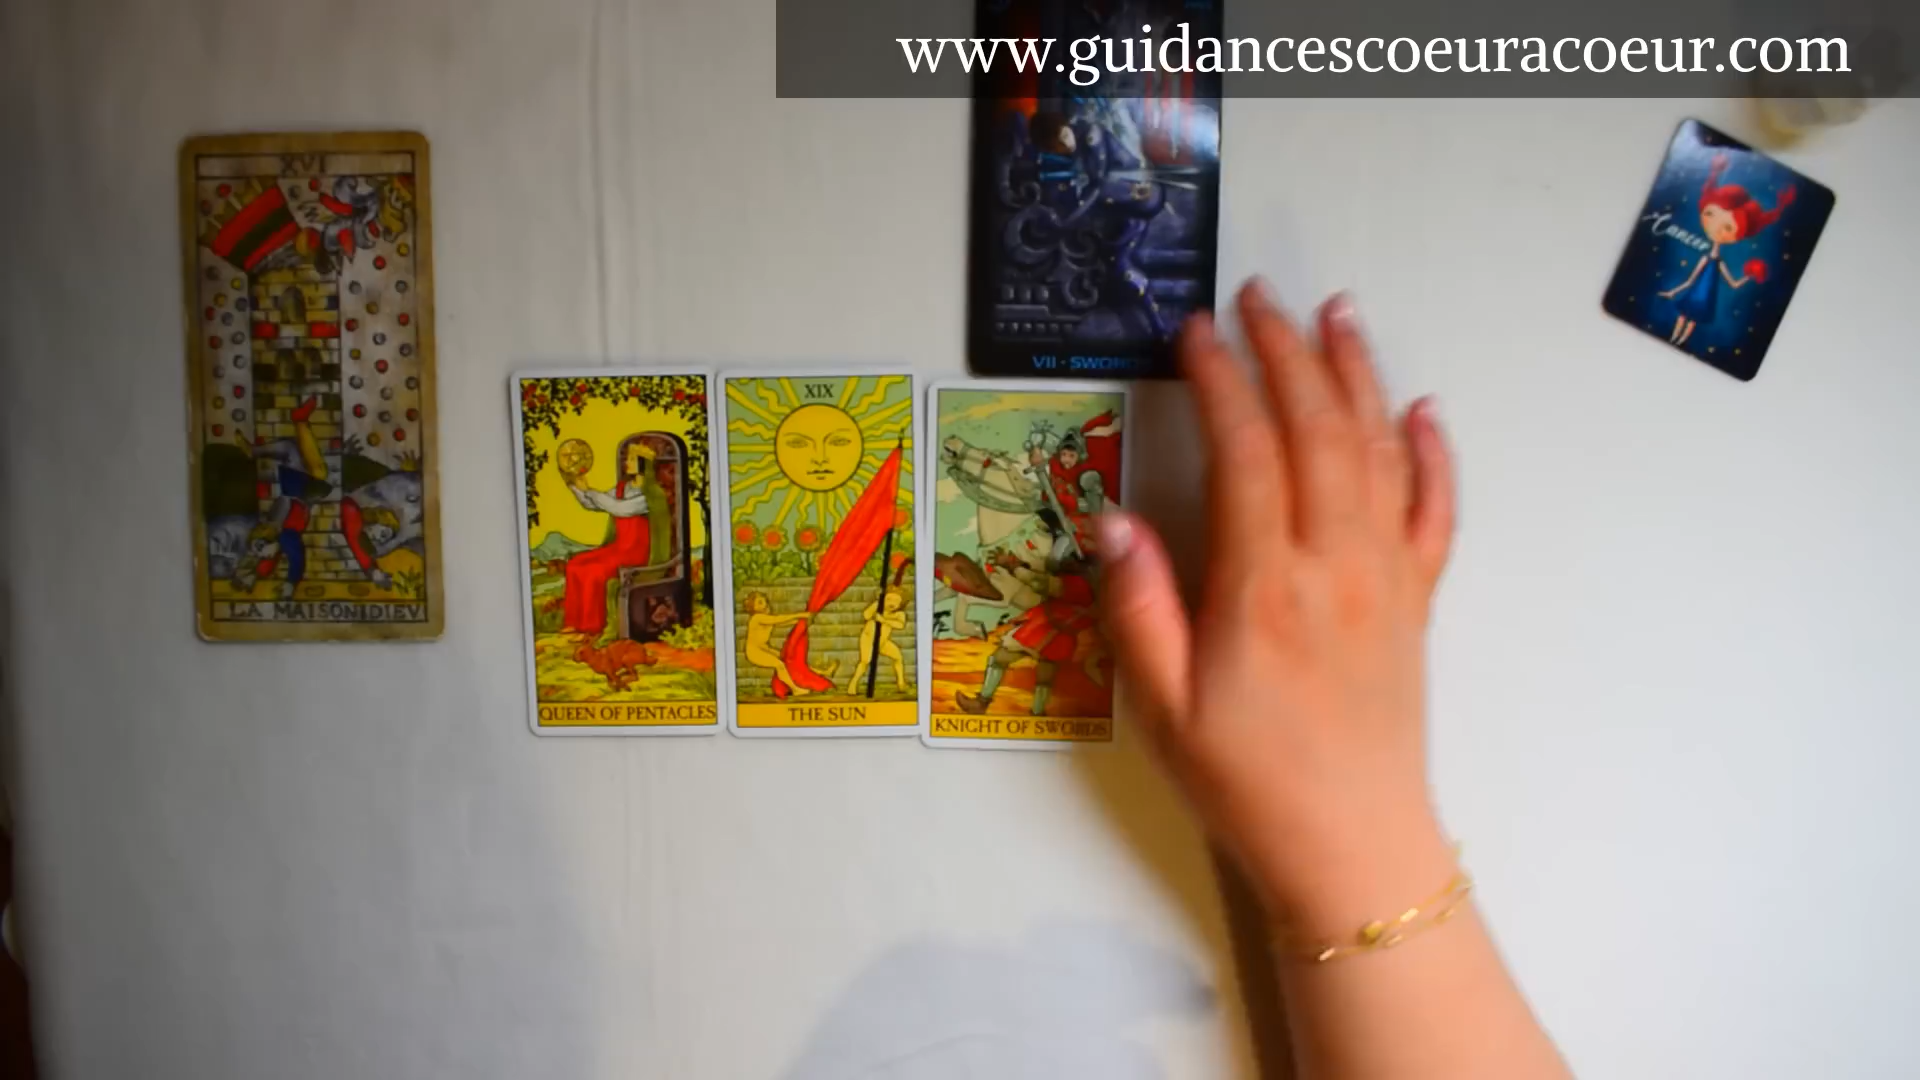 www.guidancescoeuracoeur.com
XVI
LA MAISON DIEV
VII · SWORDS
Cancer
QUEEN OF PENTACLES
XIX
THE SUN
KNIGHT OF SWORDS